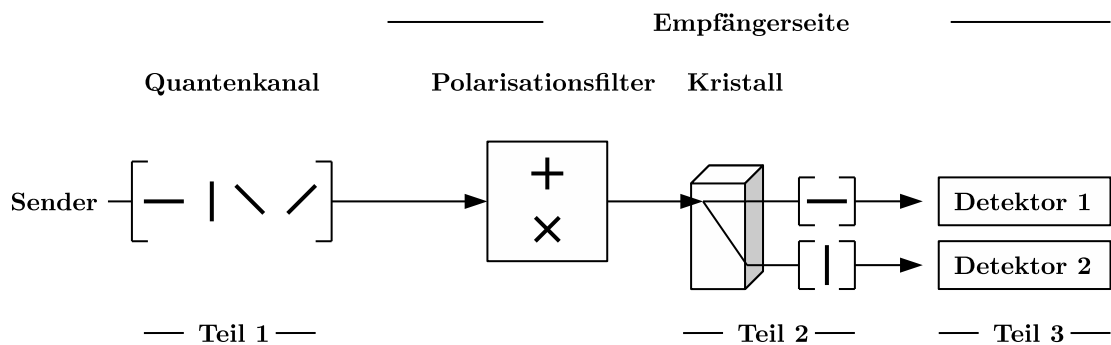 Empfängerseite
Quantenkanal Polarisationsfilter Kristall
Sender
Detektor 1
Detektor 2
Teil 1 Teil 2 Teil 3